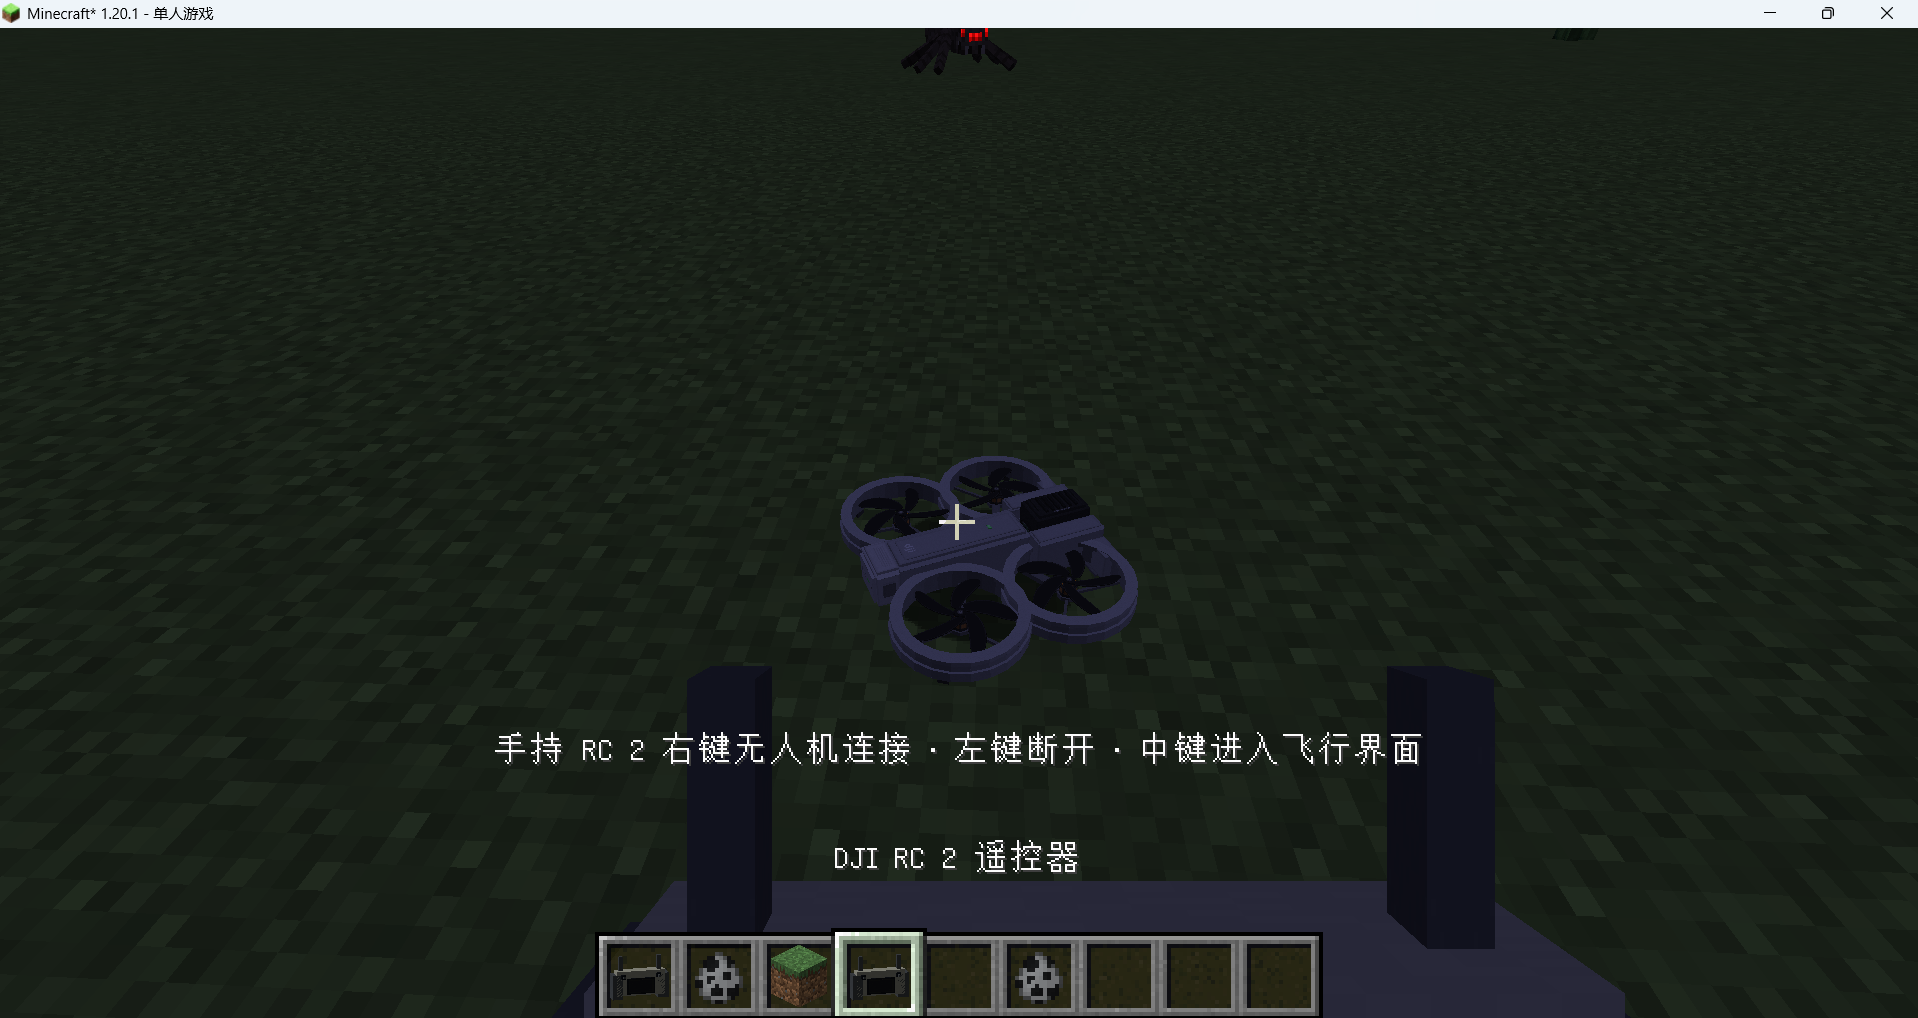 Minecraft* 1.20.1 - 单人游戏
手持 RC 2 右键无人机连接 · 左键断开 · 中键进入飞行界面
DJI RC 2 遥控器